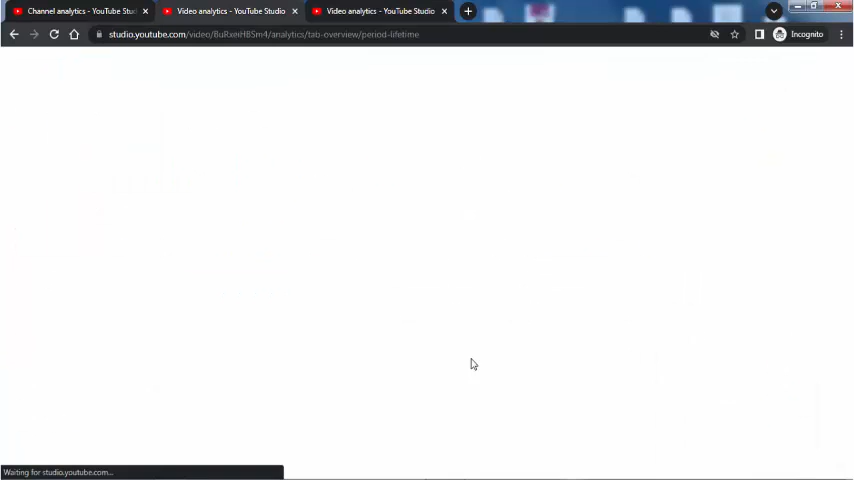 Channel analytics - YouTube Stud
Video analytics - YouTube Studio
Video analytics - YouTube Studio
studio.youtube.com/video/BuRxerHBSm4/analytics/tab-overview/period-lifetime
Incognito
Waiting for studio.youtube.com...